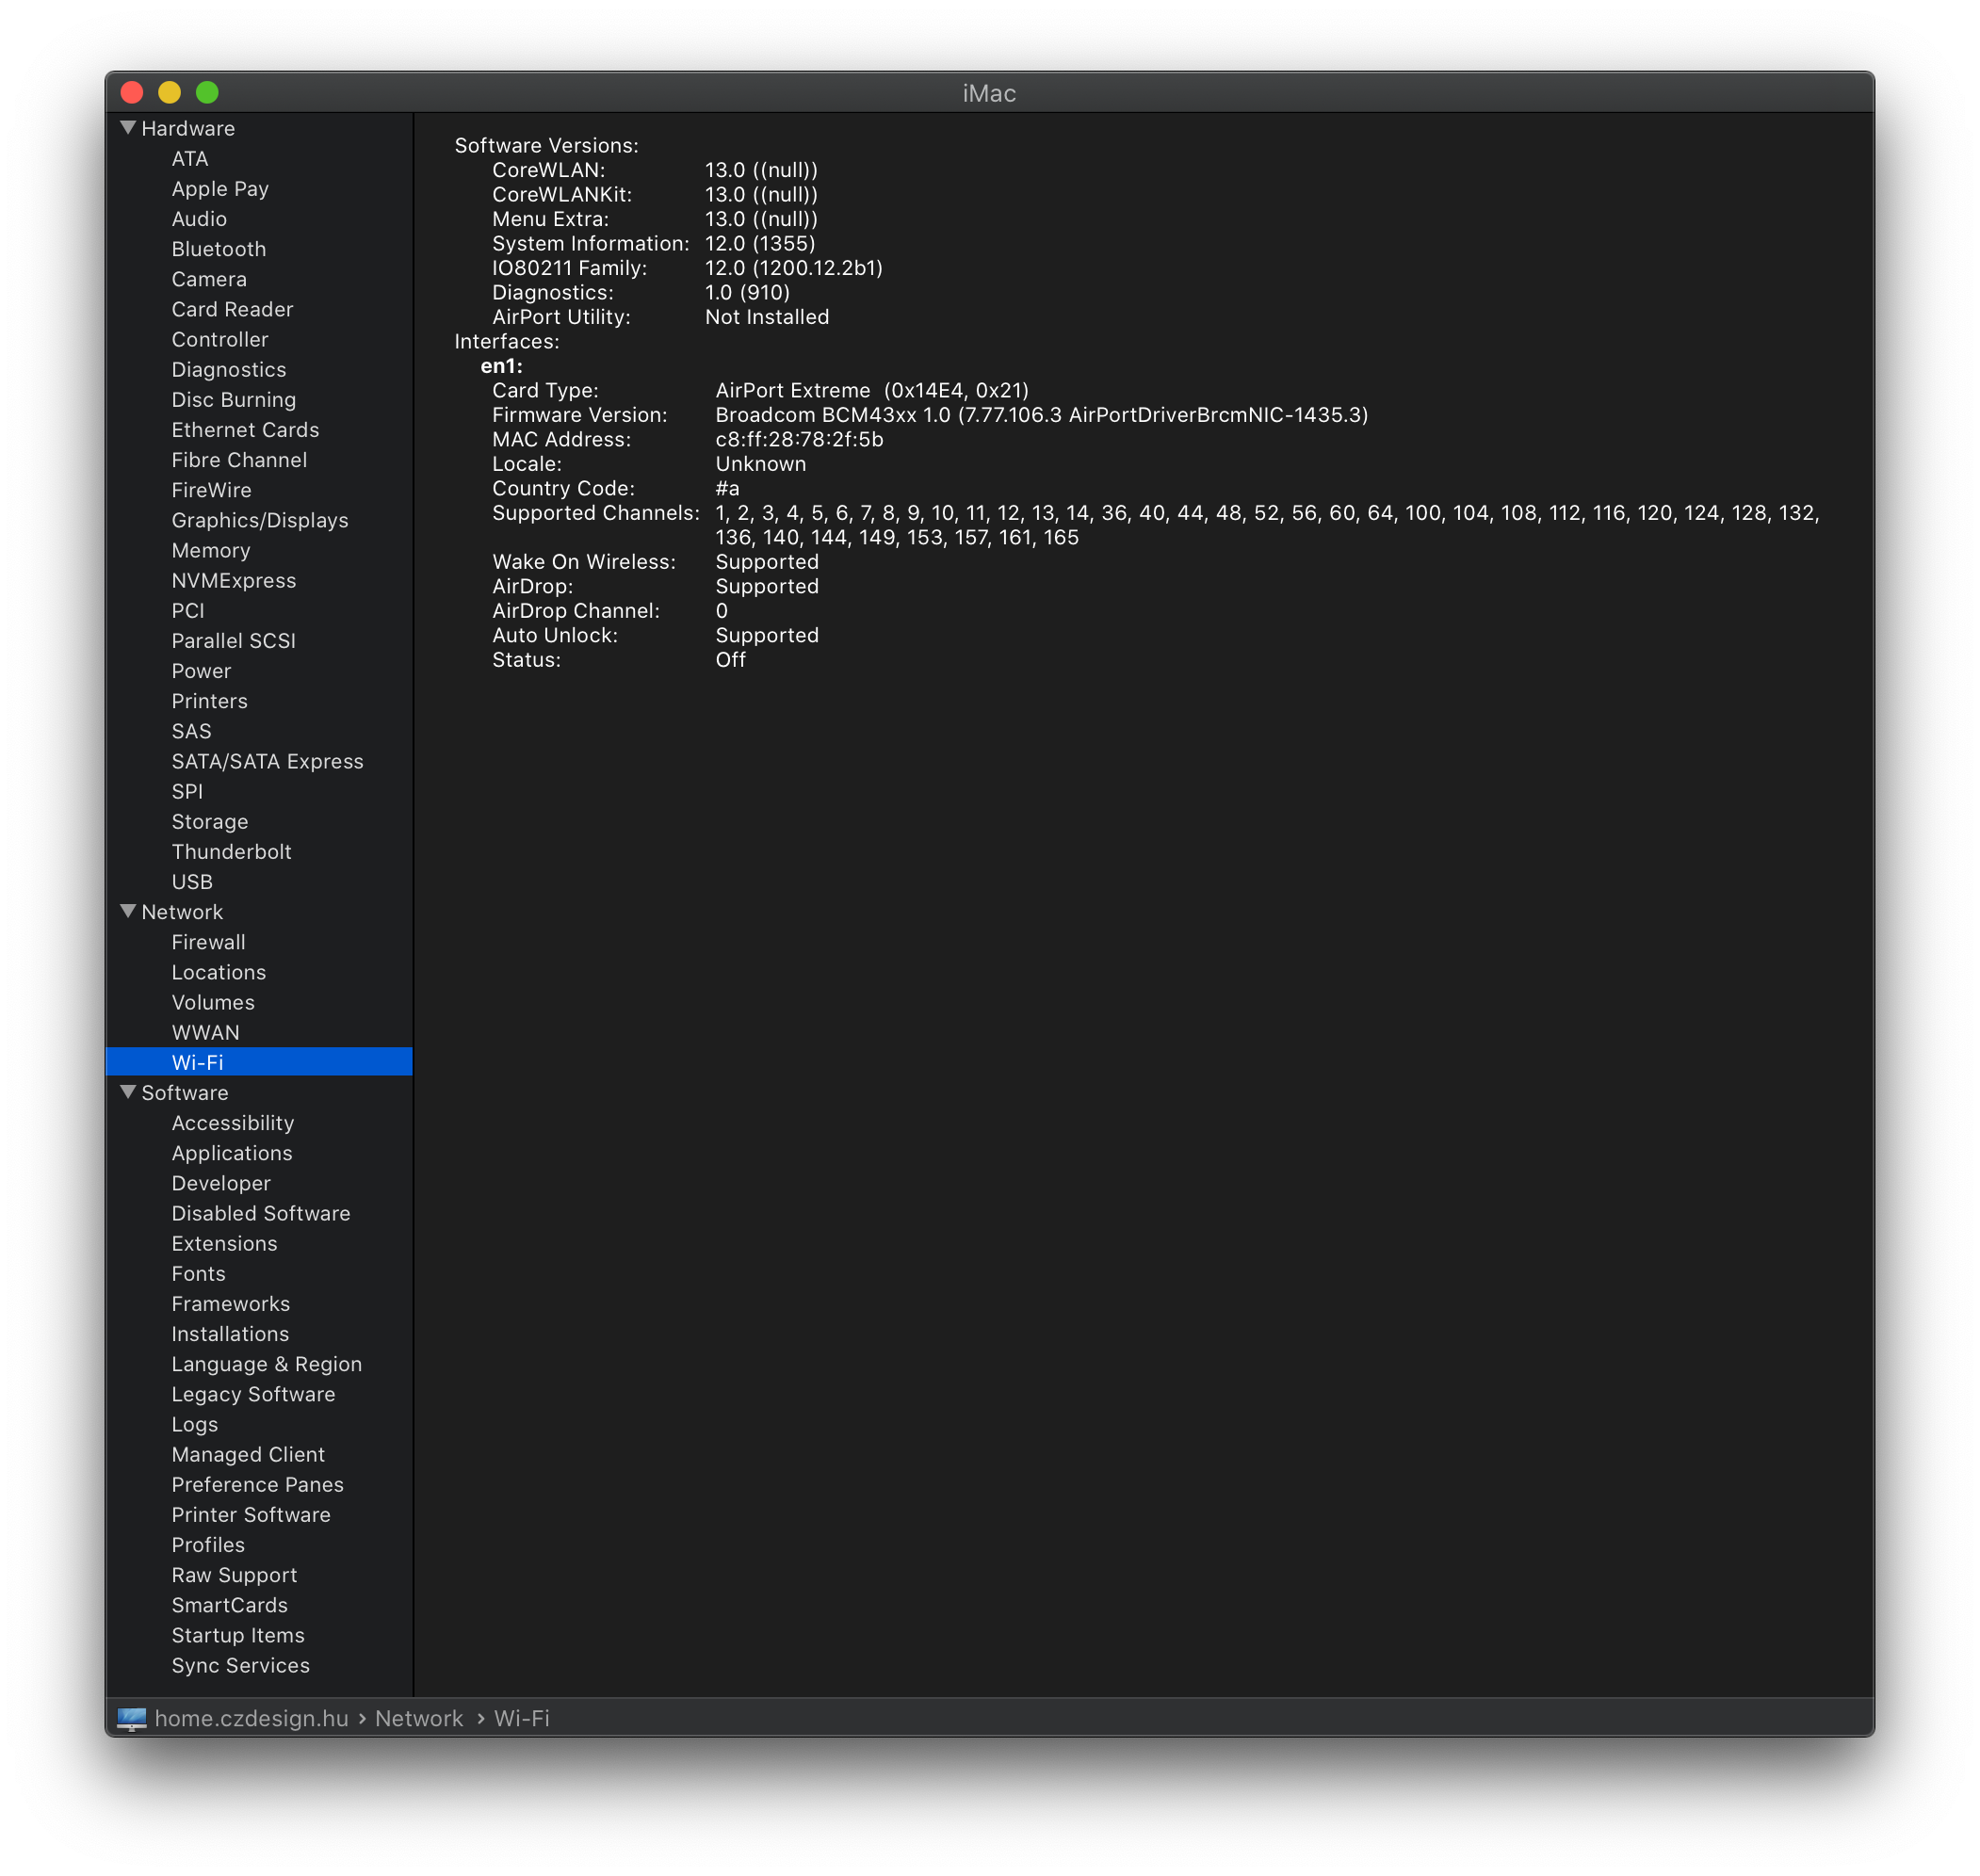 iMac
Hardware
ATA
Apple Pay
Audio
Bluetooth
Camera
Card Reader
Controller
Diagnostics
Disc Burning
Ethernet Cards
Fibre Channel
FireWire
Graphics/Displays
Memory
NVMExpress
PCI
Parallel SCSI
Power
Printers
SAS
SATA/SATA Express
SPI
Storage
Thunderbolt
USB
Network
Firewall
Locations
Volumes
WWAN
Wi-Fi
Software
Accessibility
Applications
Developer
Disabled Software
Extensions
Fonts
Frameworks
Installations
Language & Region
Legacy Software
Logs
Managed Client
Preference Panes
Printer Software
Profiles
Raw Support
SmartCards
Startup Items
Sync Services
Software Versions:
CoreWLAN: 13.0 ((null))
CoreWLANKit: 13.0 ((null))
Menu Extra: 13.0 ((null))
System Information: 12.0 (1355)
IO80211 Family: 12.0 (1200.12.2b1)
Diagnostics: 1.0 (910)
AirPort Utility: Not Installed
Interfaces:
en1:
Card Type: AirPort Extreme (0x14E4, 0x21)
Firmware Version: Broadcom BCM43xx 1.0 (7.77.106.3 AirPortDriverBrcmNIC-1435.3)
MAC Address: c8:ff:28:78:2f:5b
Locale: Unknown
Country Code: #a
Supported Channels: 1, 2, 3, 4, 5, 6, 7, 8, 9, 10, 11, 12, 13, 14, 36, 40, 44, 48, 52, 56, 60, 64, 100, 104, 108, 112, 116, 120, 124, 128, 132,
136, 140, 144, 149, 153, 157, 161, 165
Wake On Wireless: Supported
AirDrop: Supported
AirDrop Channel: 0
Auto Unlock: Supported
Status: Off
home.czdesign.hu › Network › Wi-Fi